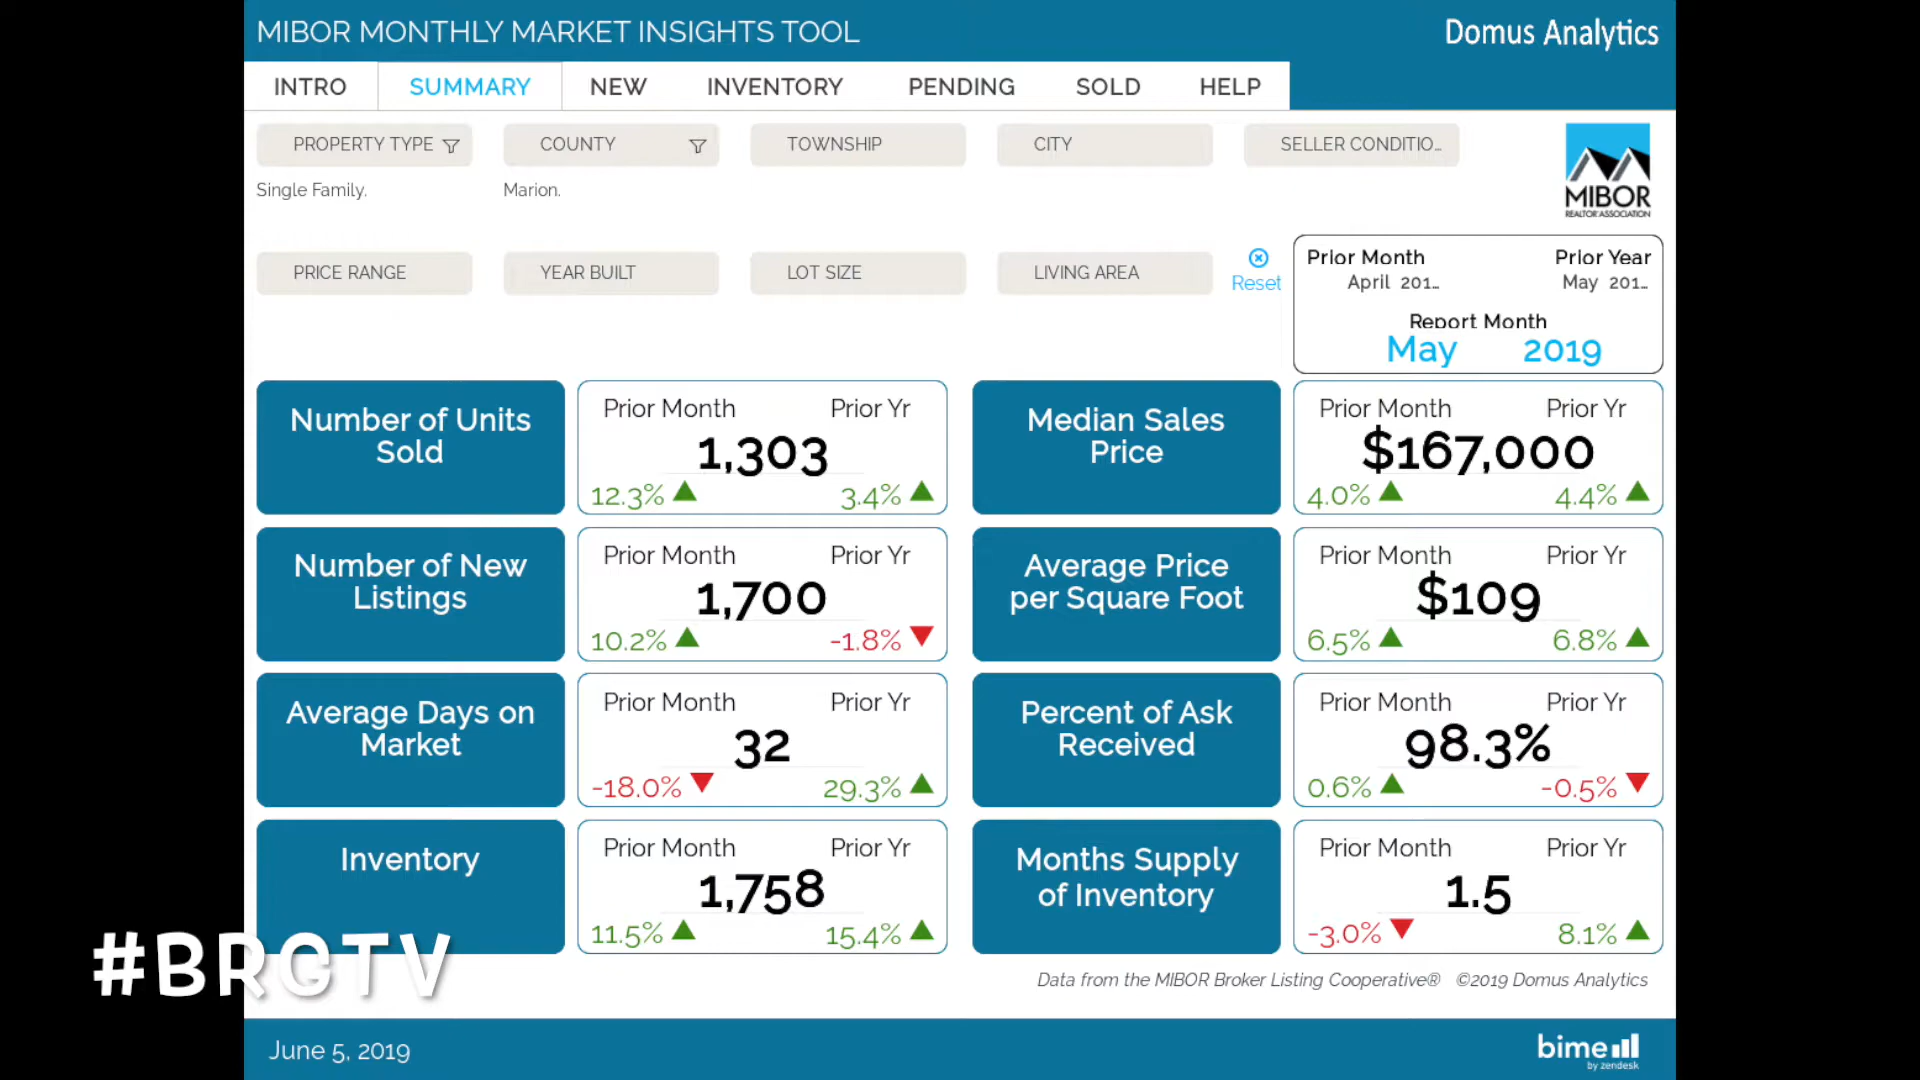 MIBOR MONTHLY MARKET INSIGHTS TOOL
Domus Analytics
INTRO SUMMARY NEW INVENTORY PENDING SOLD HELP
PROPERTY TYPE COUNTY TOWNSHIP CITY SELLER CONDITIO...
Single Family. Marion.
MIBOR
REALTOR® ASSOCIATION
PRICE RANGE YEAR BUILT LOT SIZE LIVING AREA
Reset
Prior Month Prior Year
April 201... May 201...
Report Month
May 2019
Number of Units
Sold
Prior Month Prior Yr
1,303
12.3% ▲ 3.4% ▲
Median Sales
Price
Prior Month Prior Yr
$167,000
4.0% ▲ 4.4% ▲
Number of New
Listings
Prior Month Prior Yr
1,700
10.2% ▲ -1.8% ▼
Average Price
per Square Foot
Prior Month Prior Yr
$109
6.5% ▲ 6.8% ▲
Average Days on
Market
Prior Month Prior Yr
32
-18.0% ▼ 29.3% ▲
Percent of Ask
Received
Prior Month Prior Yr
98.3%
0.6% ▲ -0.5% ▼
Inventory
Prior Month Prior Yr
1,758
11.5% ▲ 15.4% ▲
Months Supply
of Inventory
Prior Month Prior Yr
1.5
-3.0% ▼ 8.1% ▲
#BRGTV
Data from the MIBOR Broker Listing Cooperative® ©2019 Domus Analytics
June 5, 2019
bime
by zendesk